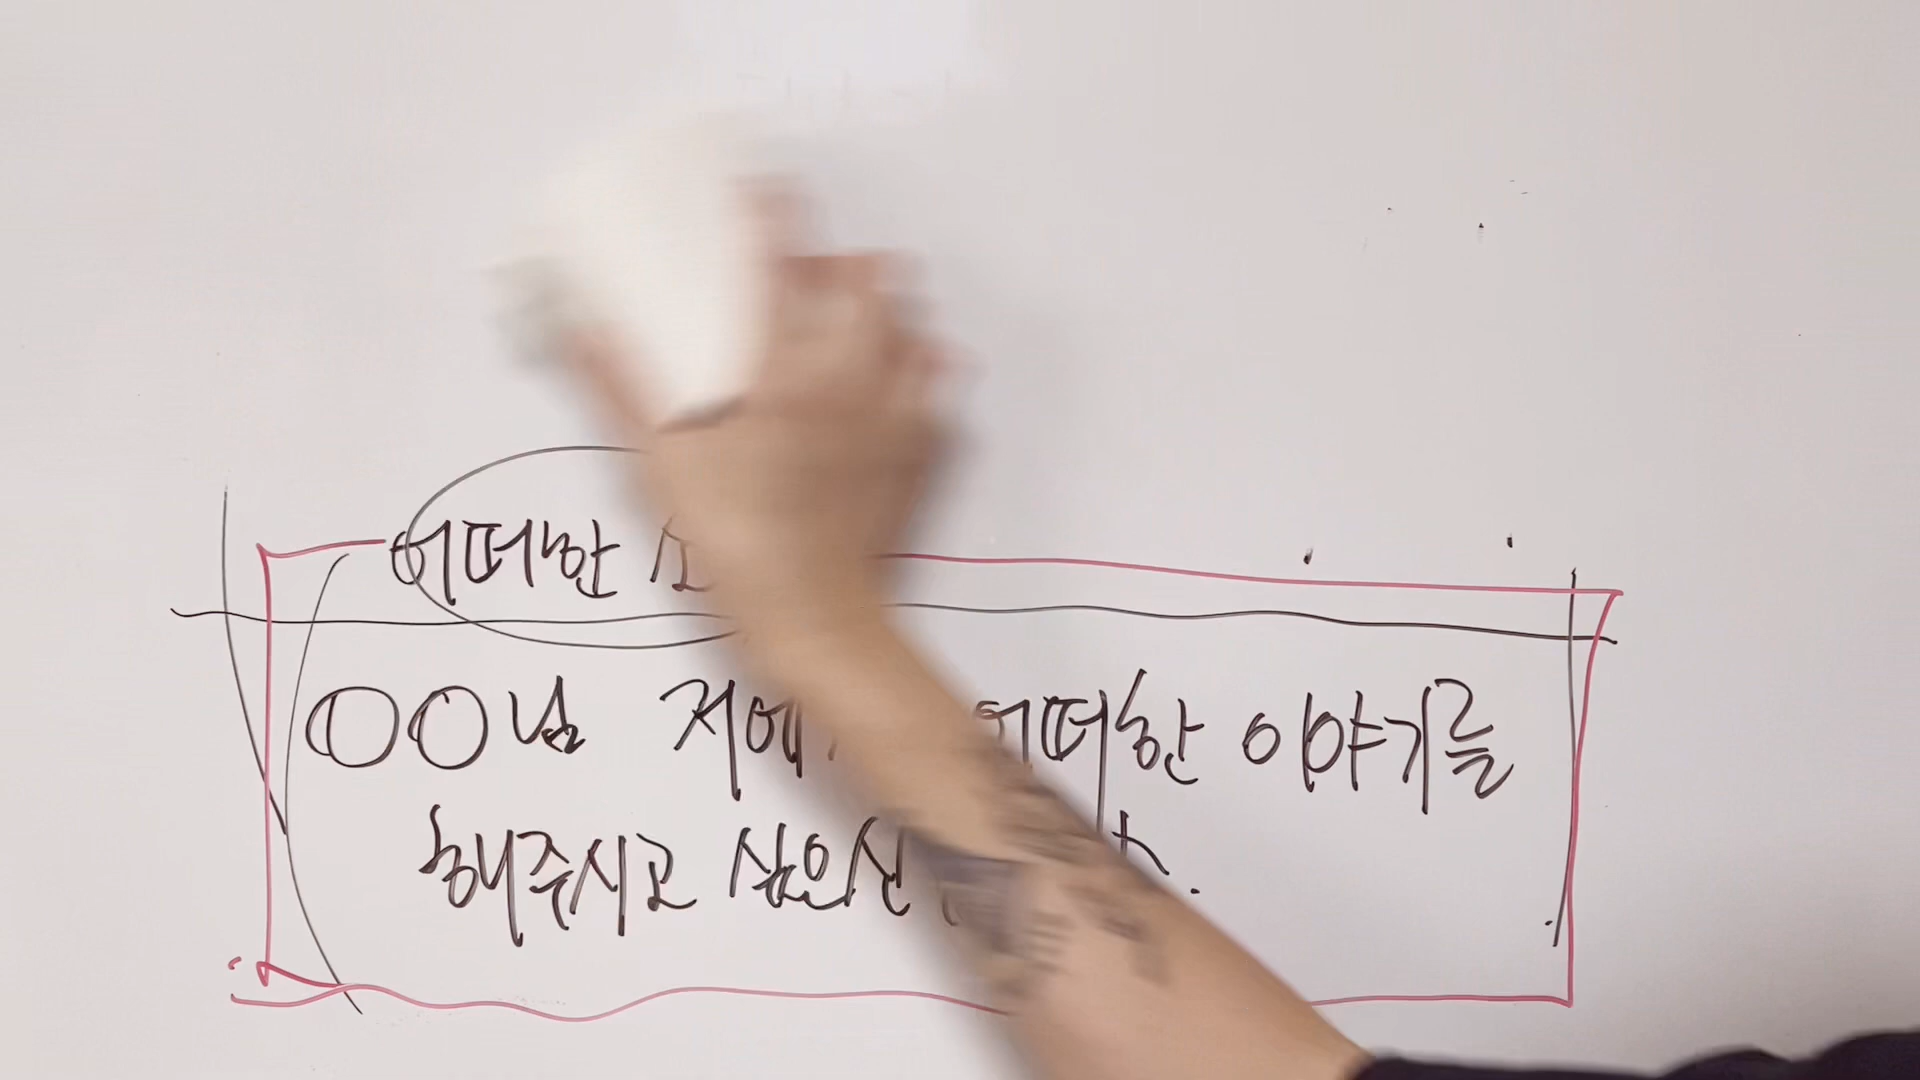 어떠한
○○님 저에게 어떠한 이야기를
해주시고 싶으신